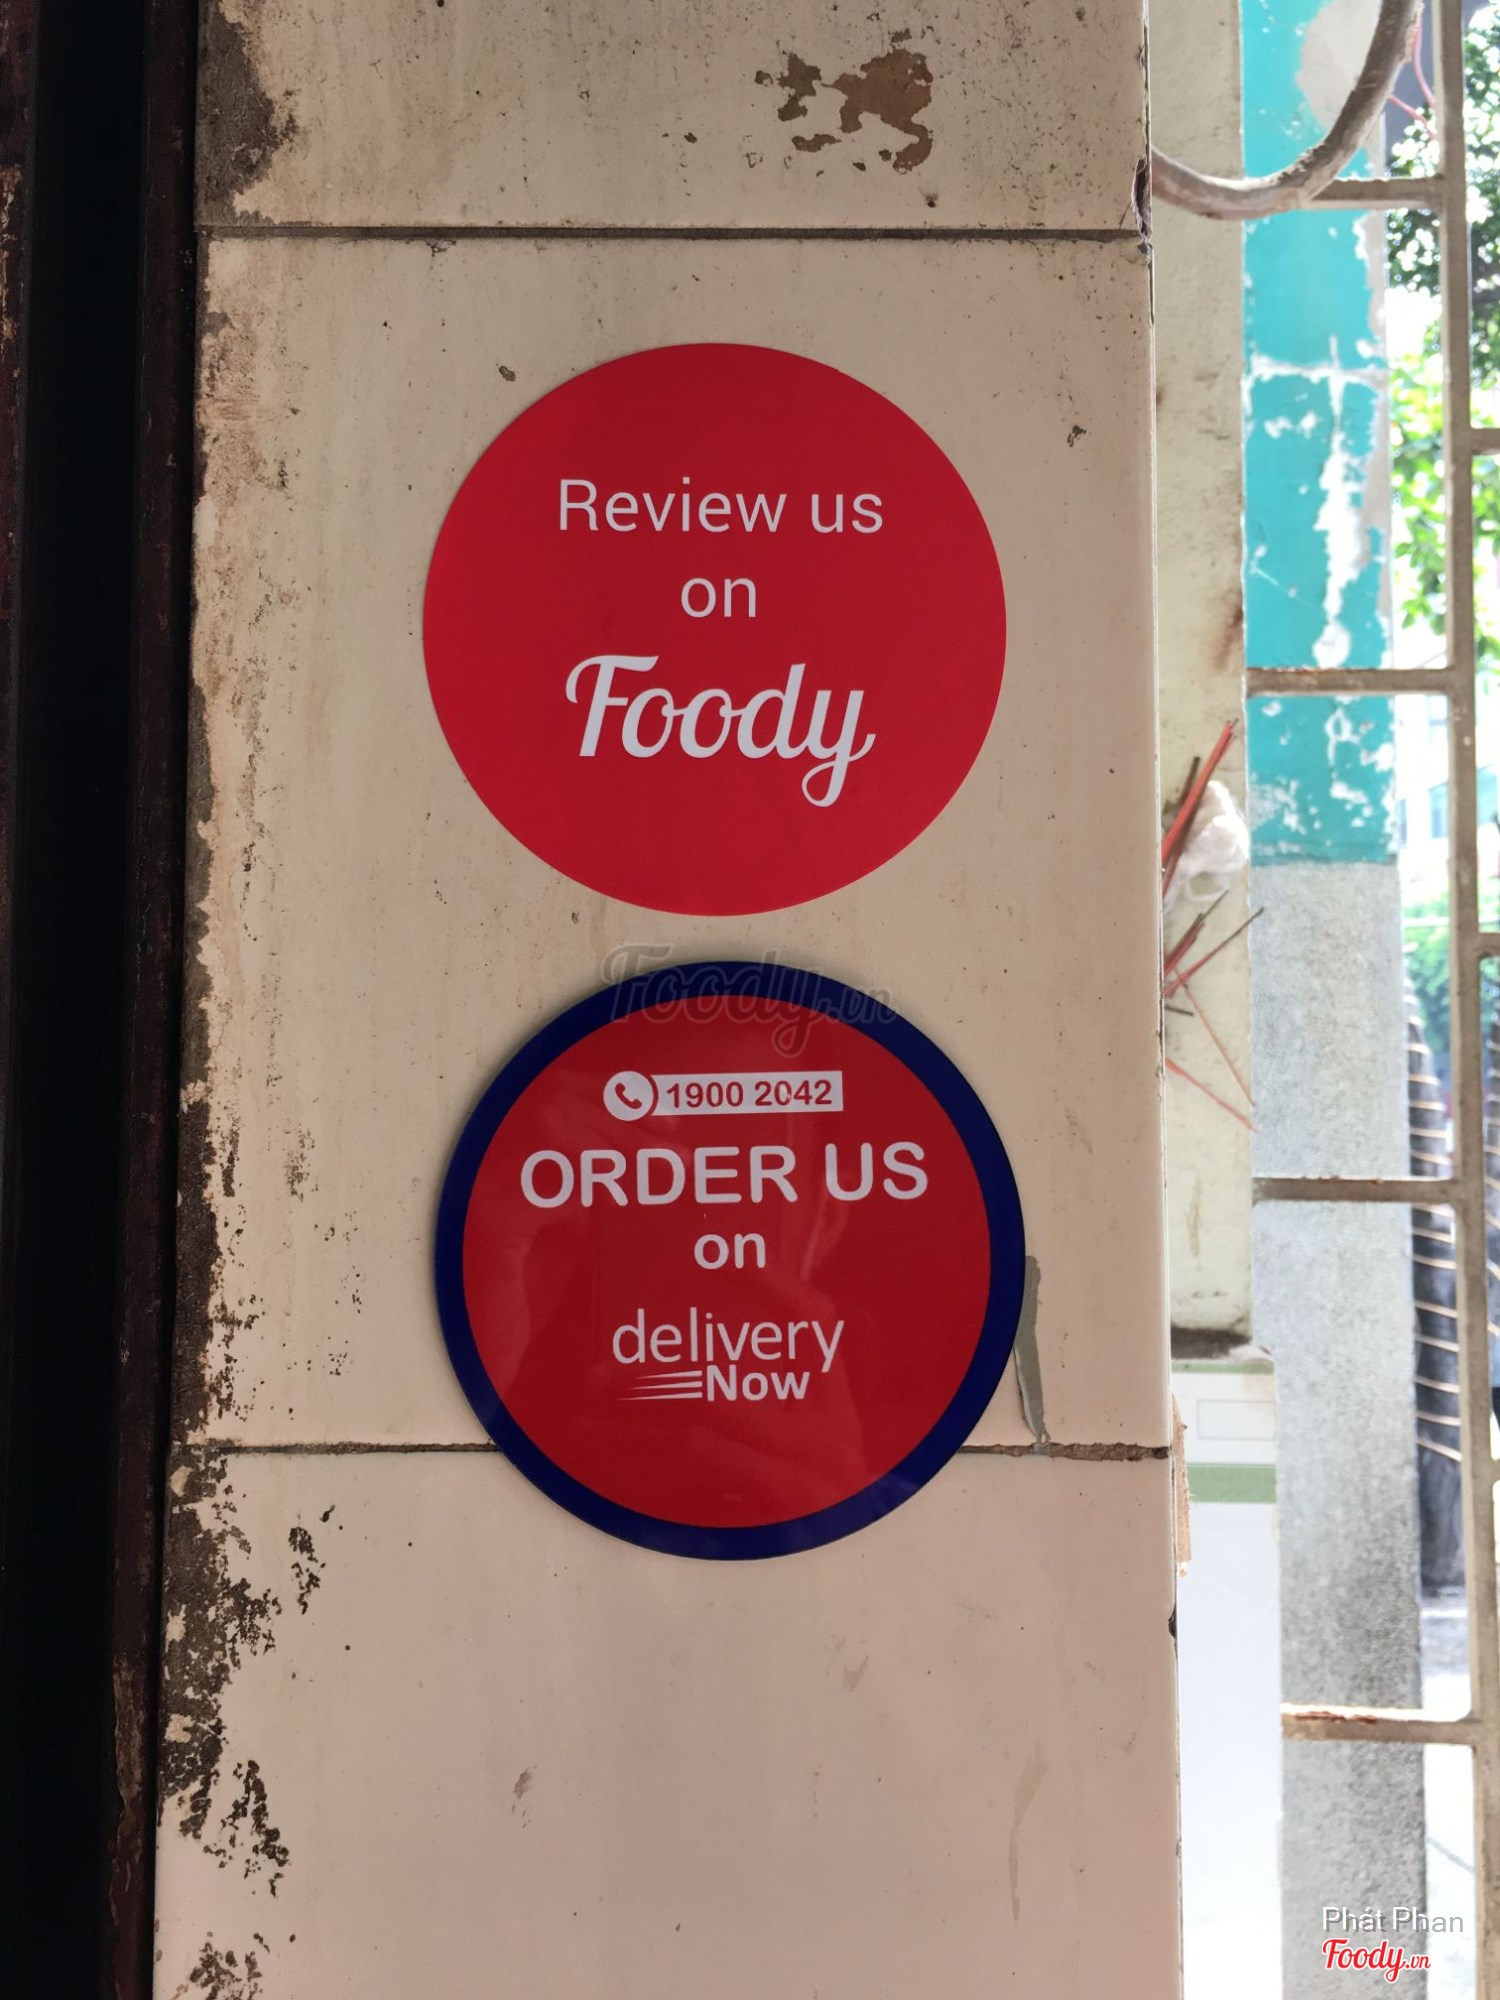 Review us
on
Foody
Foody.vn
1900 2042
ORDER US
on
delivery
Now
Phát Phan
Foody.vn